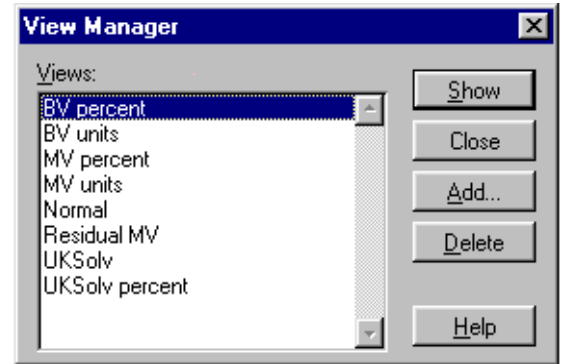 View Manager
Views:
BV percent
BV units
MV percent
MV units
Normal
Residual MV
UKSolv
UKSolv percent
Show
Close
Add...
Delete
Help